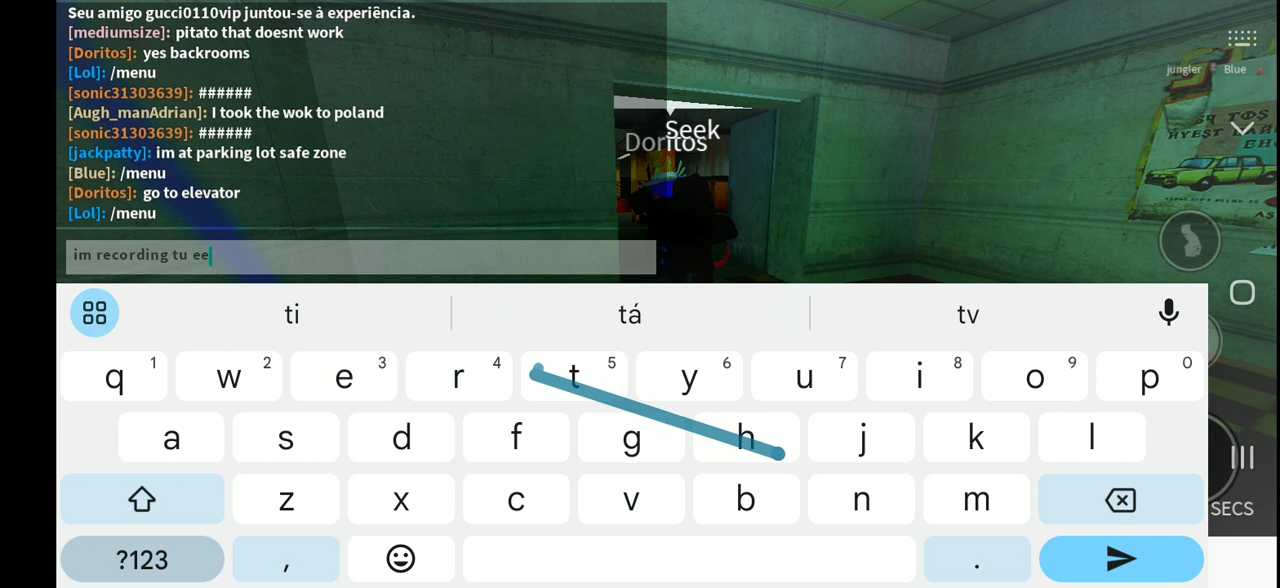 Seu amigo gucci0110vip juntou-se à experiência.
[mediumsize]: pitato that doesnt work
[Doritos]: yes backrooms
[Lol]: /menu
[sonic31303639]: ######
[Augh_manAdrian]: I took the wok to poland
[sonic31303639]: ######
[jackpatty]: im at parking lot safe zone
[Blue]: /menu
[Doritos]: go to elevator
[Lol]: /menu
im recording tu ee
Seek
Doritos
jungler Blue
ti tá tv
q 1 w 2 e 3 r 4 t 5 y 6 u 7 i 8 o 9 p 0
a s d f g h j k l
z x c v b n m
?123 , .
SECS